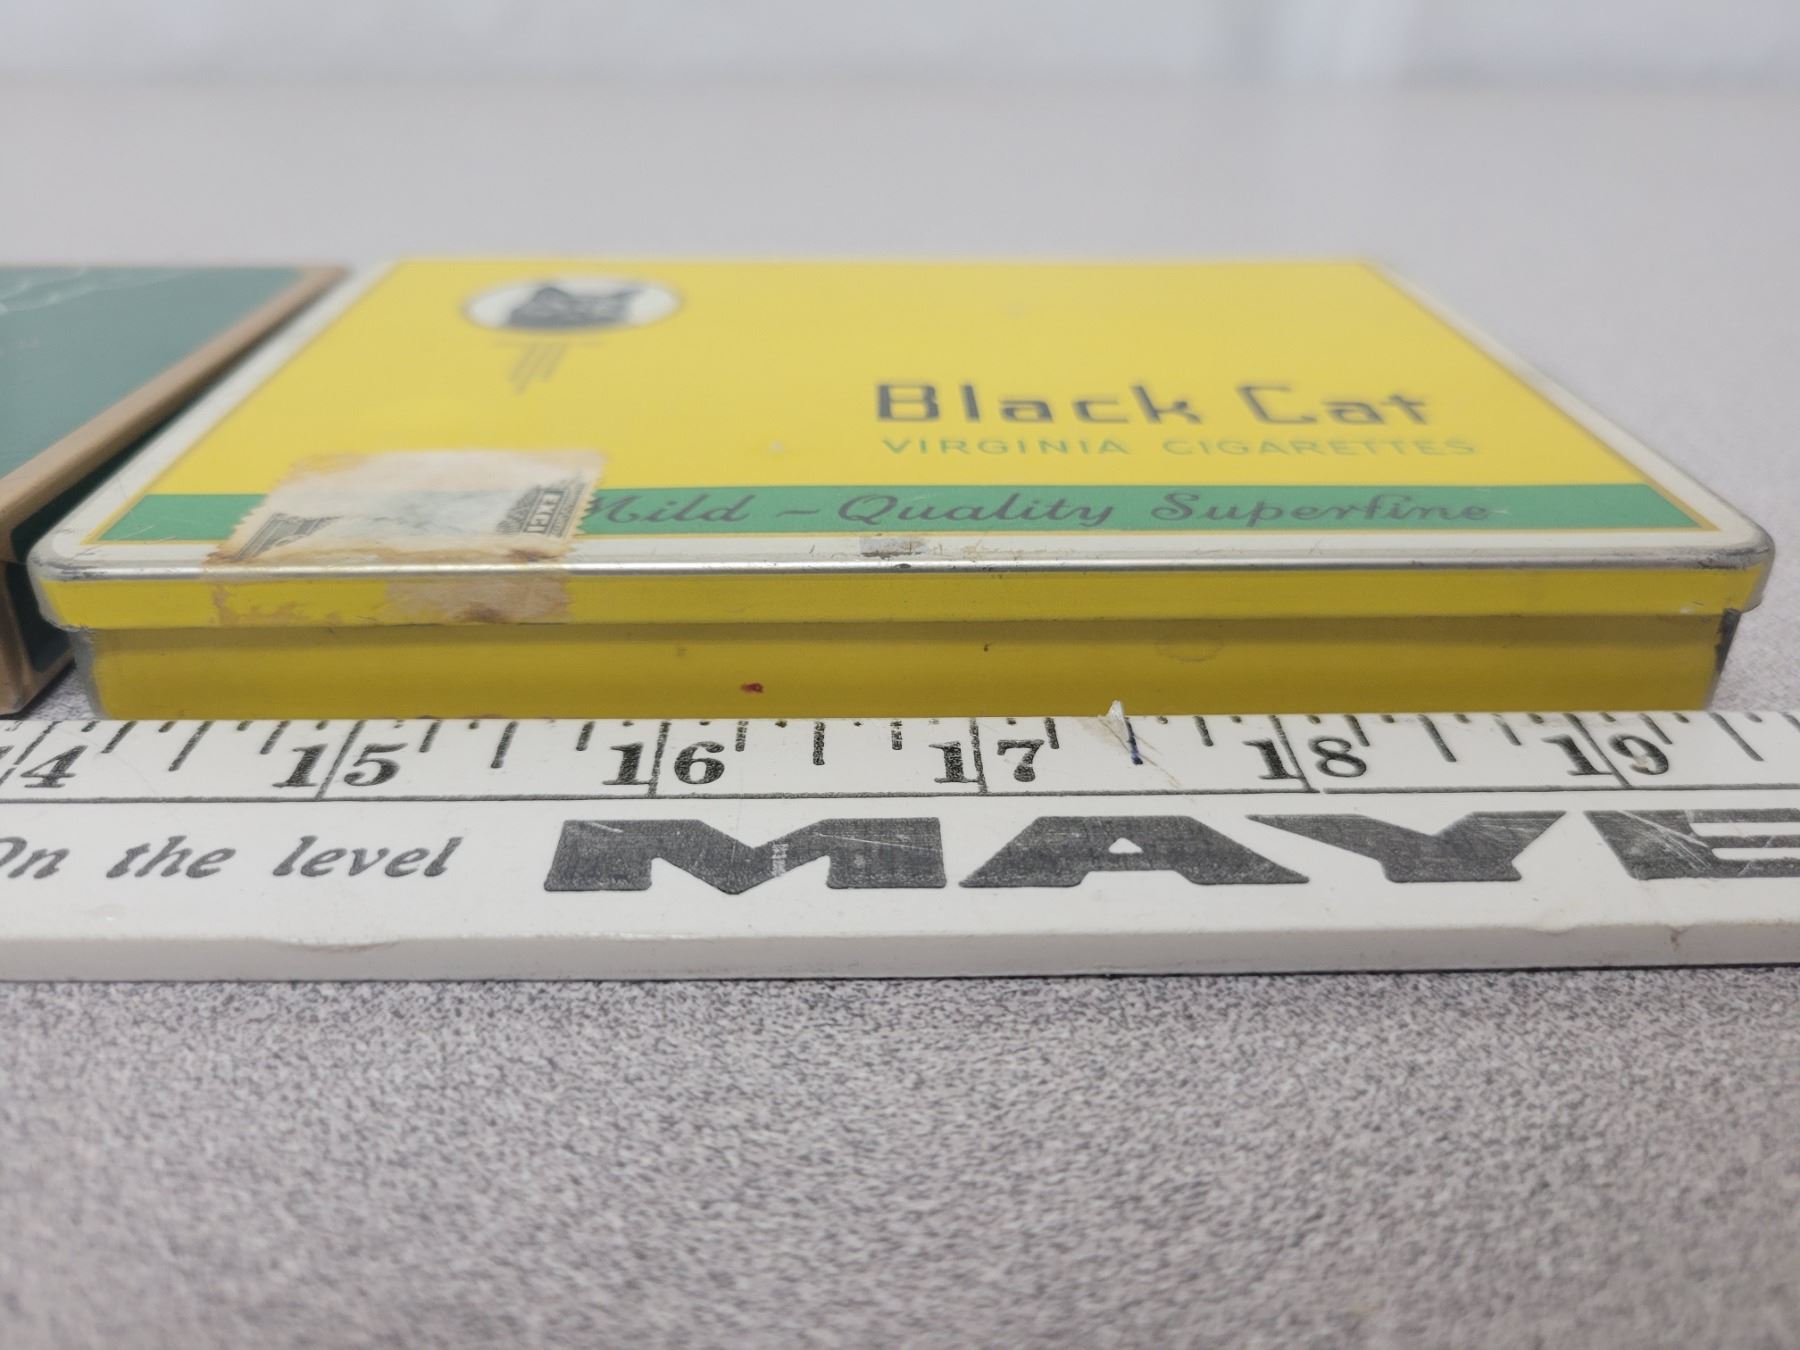 Black Cat
VIRGINIA CIGARETTES
Mild ~ Quality Superfine
14 15 16 17 18 19
On the level MAYE